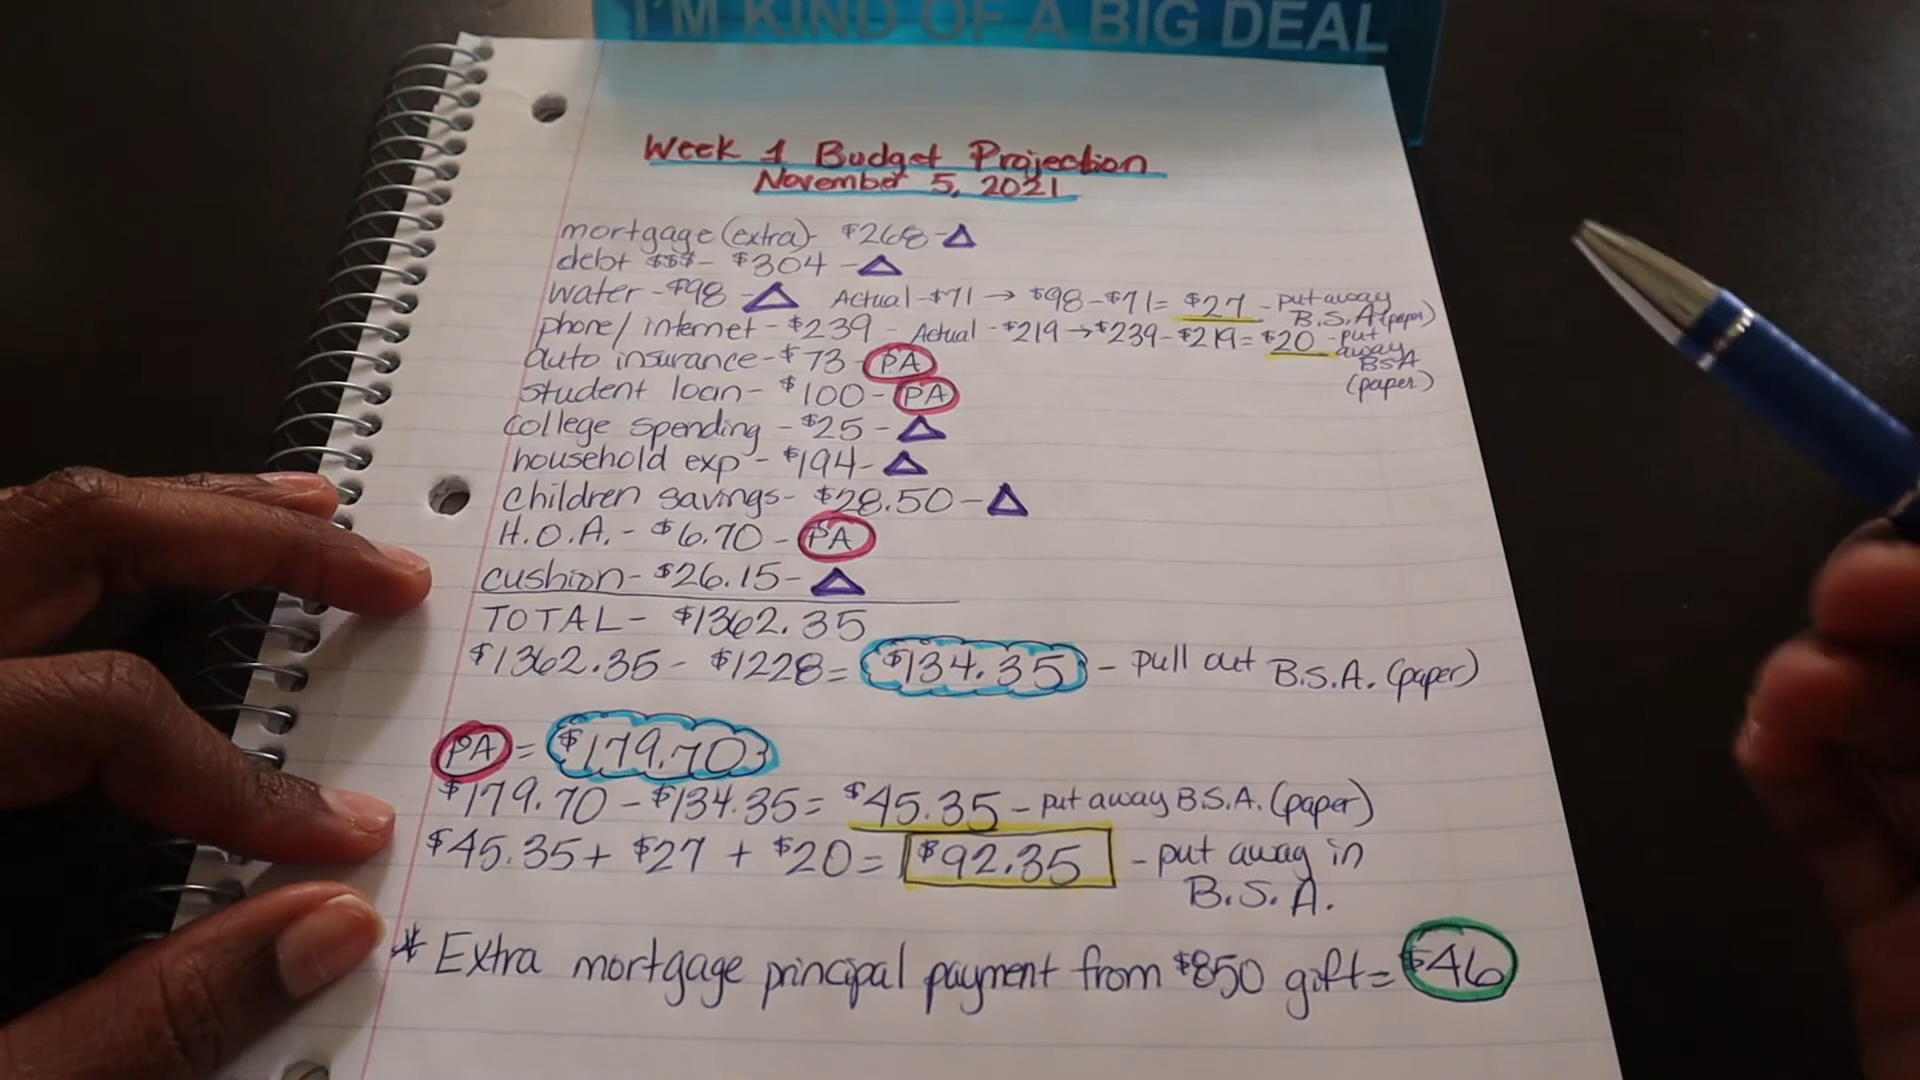 I'M KIND OF A BIG DEAL
Week 1 Budget Projection
November 5, 2021
mortgage (extra)- $268-△
debt $$$- $304 -△
water-$98 -△ Actual-$71 → $98-$71= $27 - put away B.S.A (paper)
phone/internet-$239 - Actual -$219 →$239-$219= $20 -put away BSA (paper)
auto insurance-$73-PA
student loan- $100-PA
college spending -$25 -△
household exp -$194-△
children savings- $28.50-△
H.O.A.- $6.70-PA
cushion- $26.15-△
TOTAL- $1362.35
$1362.35- $1228= $134.35 - pull out B.S.A. (paper)
PA = $179.70
$179.70-$134.35= $45.35-put away B.S.A. (paper)
$45.35+ $27 + $20= $92.35 - put away in
B.S.A.
* Extra mortgage principal payment from $850 gift= $46